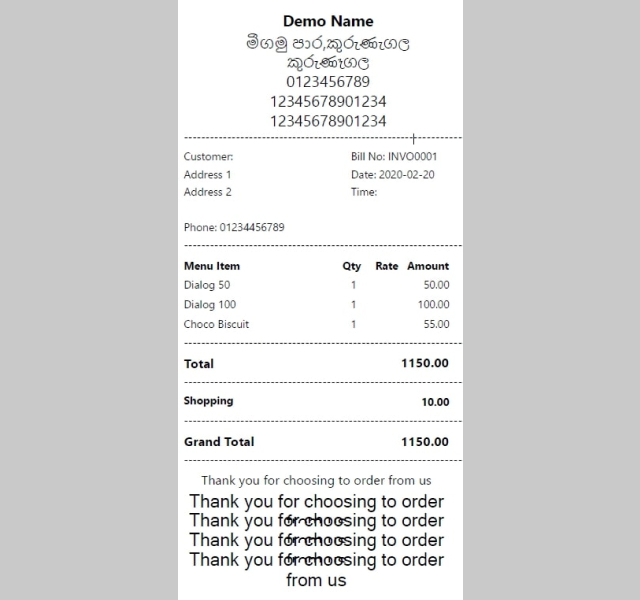 Demo Name
මීගමු පාර,කුරුණෑගල
කුරුණෑගල
0123456789
12345678901234
12345678901234
Customer: Bill No: INVO0001
Address 1 Date: 2020-02-20
Address 2 Time:
Phone: 01234456789
Menu Item Qty Rate Amount
Dialog 50 1 50.00
Dialog 100 1 100.00
Choco Biscuit 1 55.00
Total 1150.00
Shopping 10.00
Grand Total 1150.00
Thank you for choosing to order from us
Thank you for choosing to order
Thank you for choosing to order
Thank you for choosing to order
Thank you for choosing to order
from us